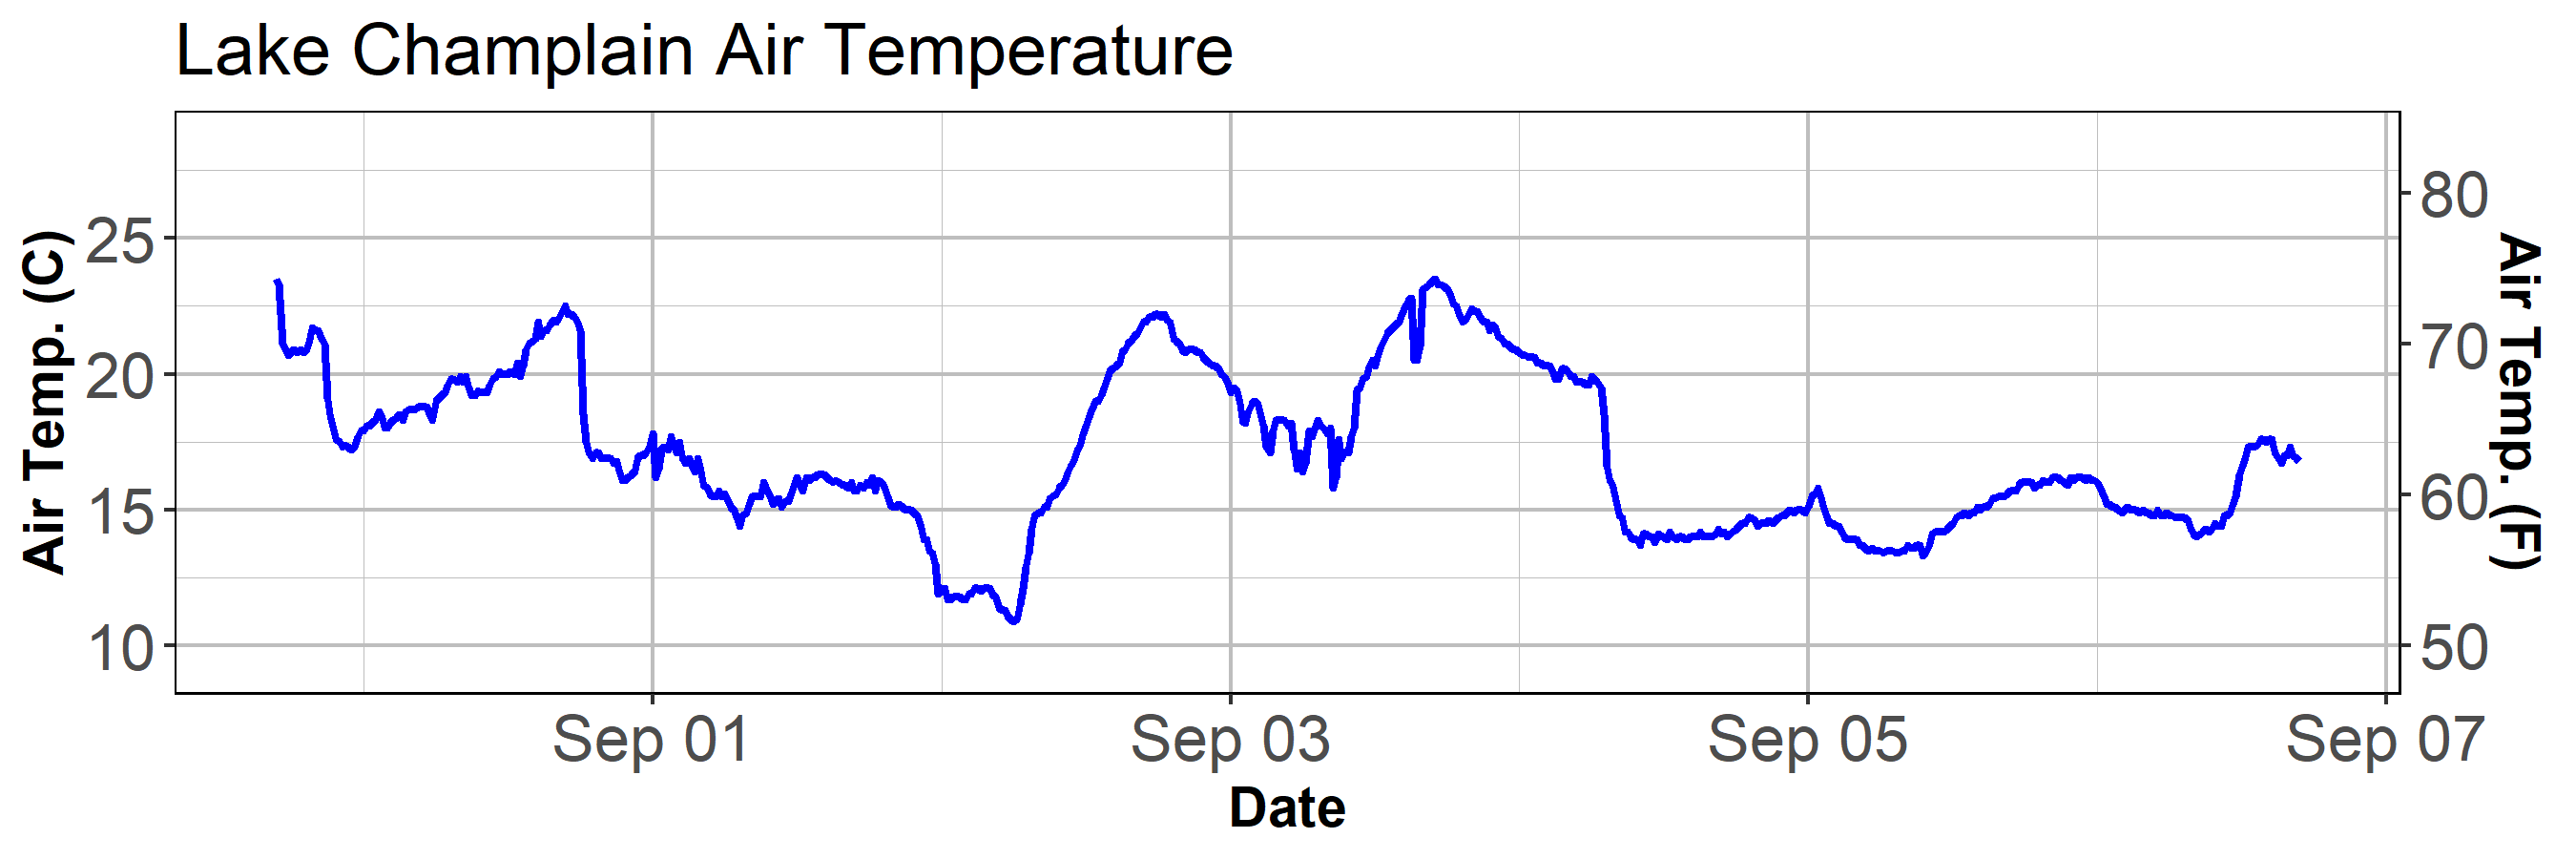 Lake Champlain Air Temperature
Air Temp. (C)
25
20
15
10
80
70
60
50
Air Temp. (F)
Sep 01 Sep 03 Sep 05 Sep 07
Date